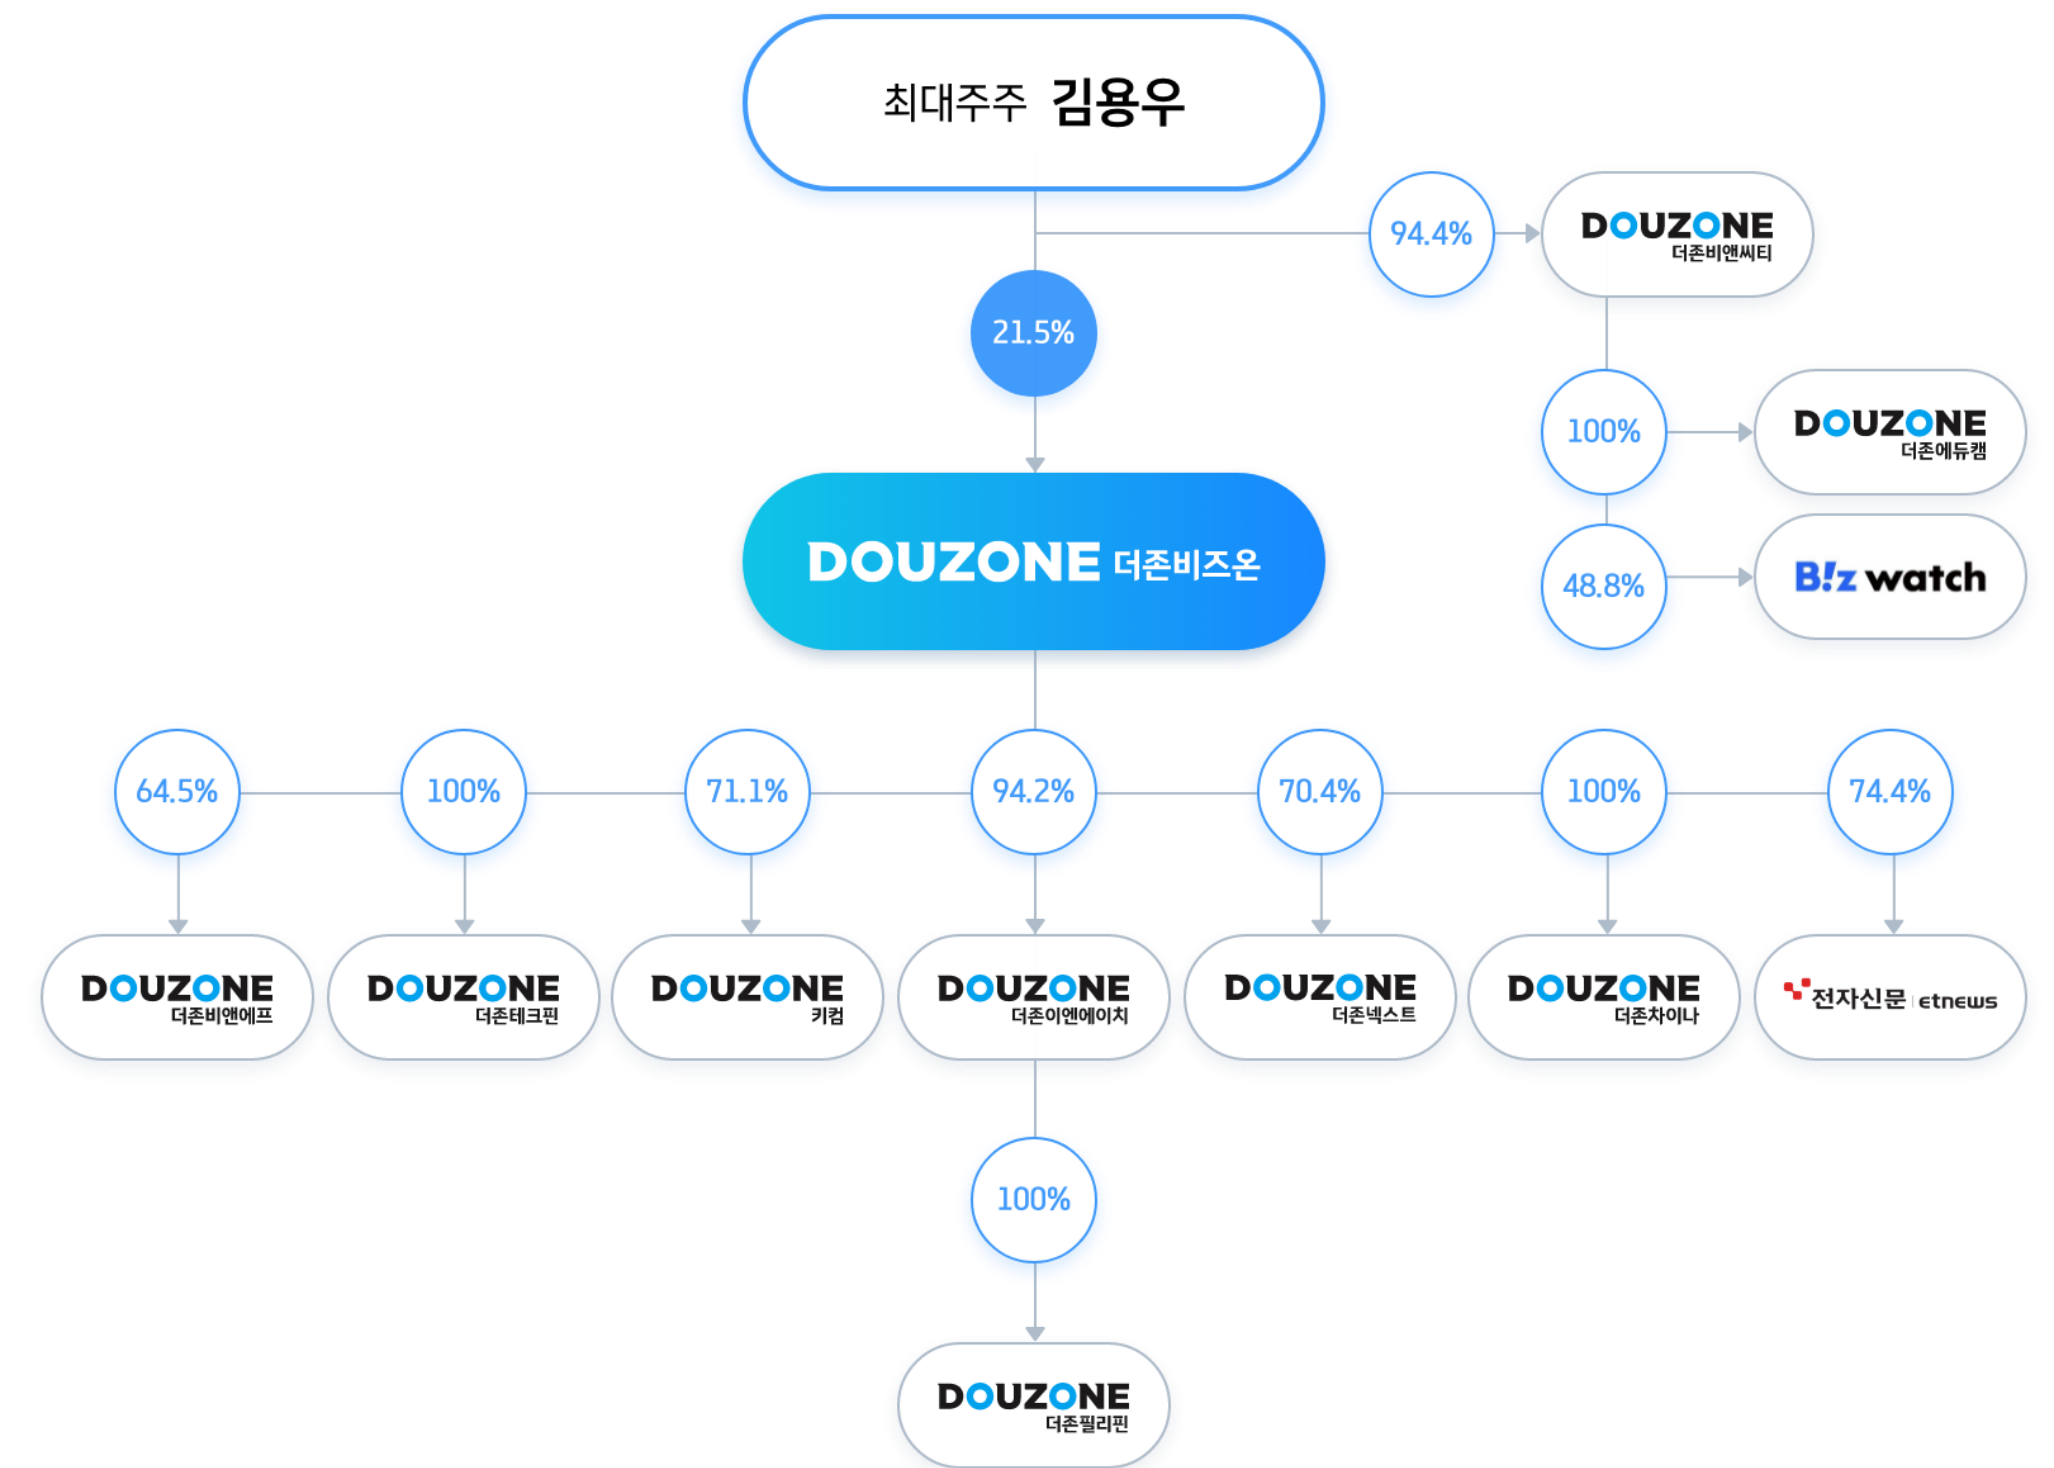 최대주주 김용우
94.4%
DOUZONE
더존비앤씨티
21.5%
100%
DOUZONE
더존에듀캠
DOUZONE 더존비즈온
48.8%
B!z watch
64.5%
100%
71.1%
94.2%
70.4%
100%
74.4%
DOUZONE
더존비앤에프
DOUZONE
더존테크핀
DOUZONE
키컴
DOUZONE
더존이엔에이치
DOUZONE
더존넥스트
DOUZONE
더존차이나
전자신문 | etnews
100%
DOUZONE
더존필리핀